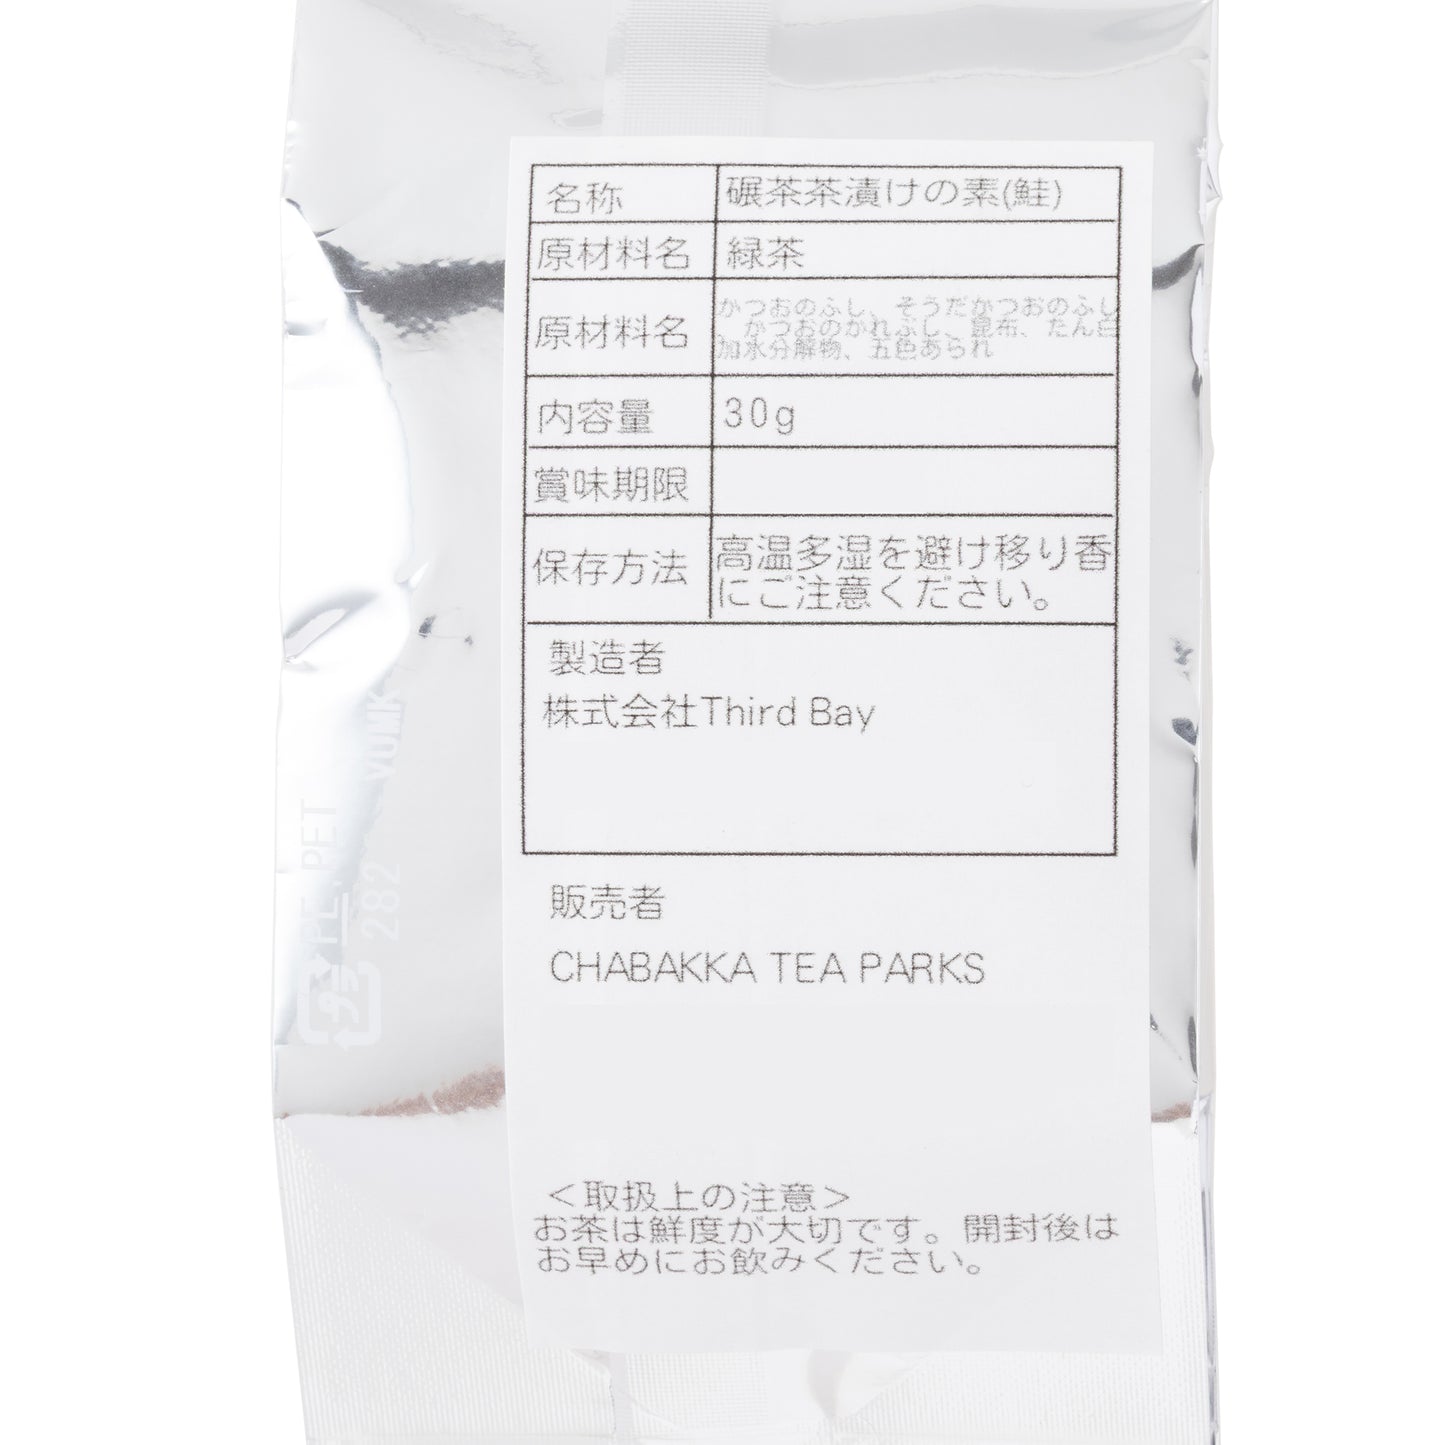 名称 碾茶茶漬けの素(鮭)
原材料名 緑茶
原材料名 かつおのふし、そうだかつおのふし
、かつおのかれぶし、昆布、たん白
加水分解物、五色あられ
内容量 30g
賞味期限
保存方法 高温多湿を避け移り香
にご注意ください。
製造者
株式会社Third Bay
販売者
CHABAKKA TEA PARKS
<取扱上の注意>
お茶は鮮度が大切です。開封後は
お早めにお飲みください。
PE, PET
282
VUMK
プラ